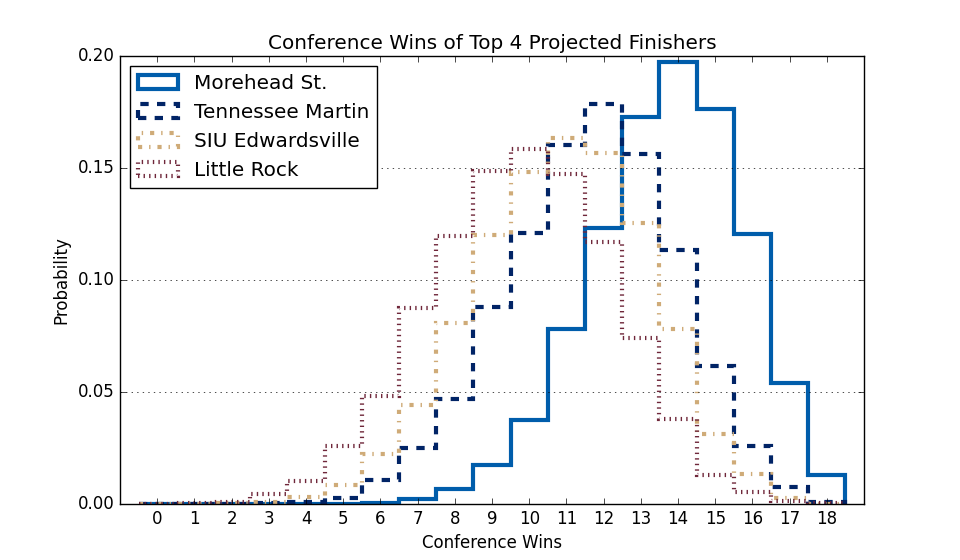 Conference Wins of Top 4 Projected Finishers
0.20
0.15
0.10
0.05
0.00
Probability
Morehead St.
Tennessee Martin
SIU Edwardsville
Little Rock
0 1 2 3 4 5 6 7 8 9 10 11 12 13 14 15 16 17 18
Conference Wins